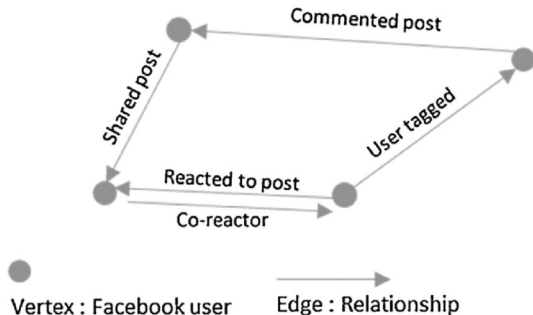 Commented post
Shared post
User tagged
Reacted to post
Co-reactor
Vertex : Facebook user
Edge : Relationship